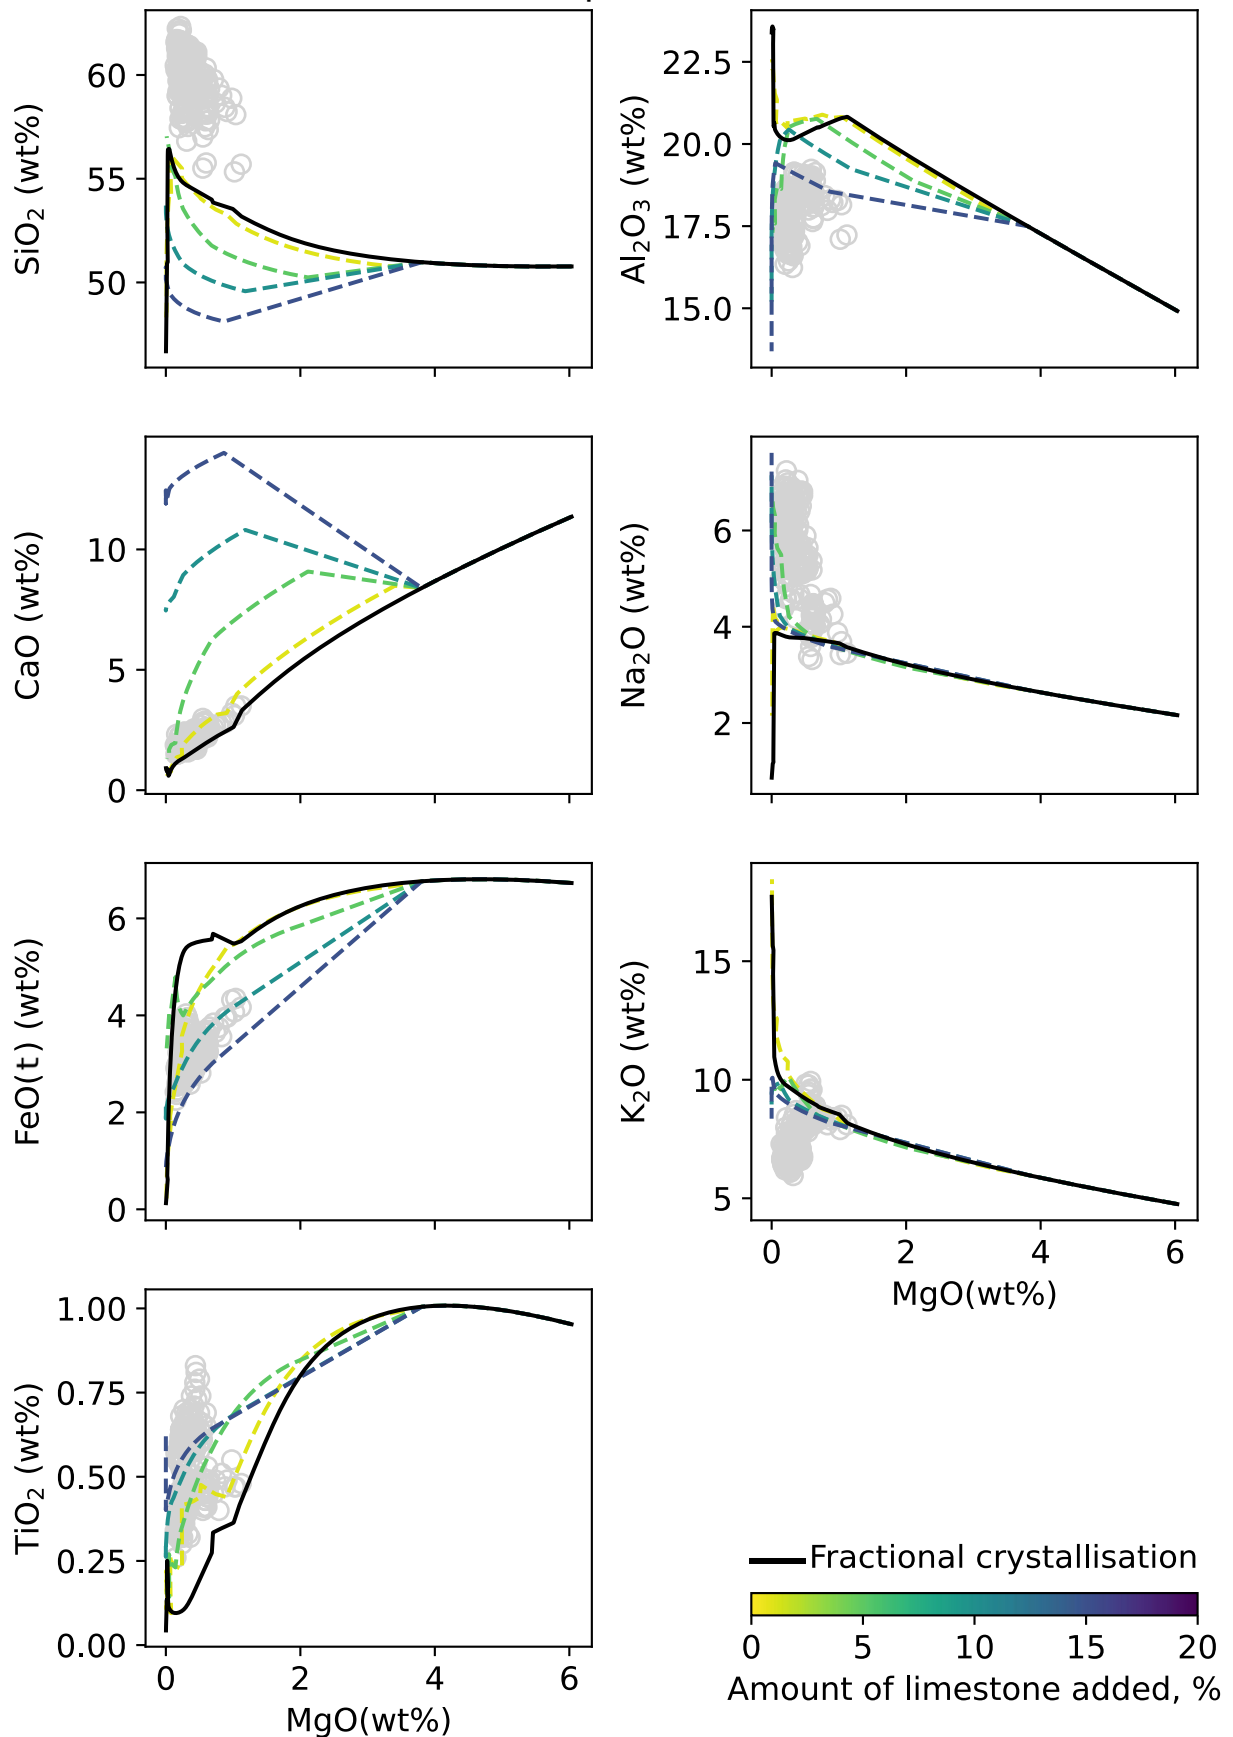 60
55
50
SiO₂ (wt%)
22.5
20.0
17.5
15.0
Al₂O₃ (wt%)
10
5
0
CaO (wt%)
6
4
2
Na₂O (wt%)
6
4
2
0
FeO(t) (wt%)
15
10
5
K₂O (wt%)
0 2 4 6
MgO(wt%)
1.00
0.75
0.50
0.25
0.00
TiO₂ (wt%)
0 2 4 6
MgO(wt%)
Fractional crystallisation
0 5 10 15 20
Amount of limestone added, %